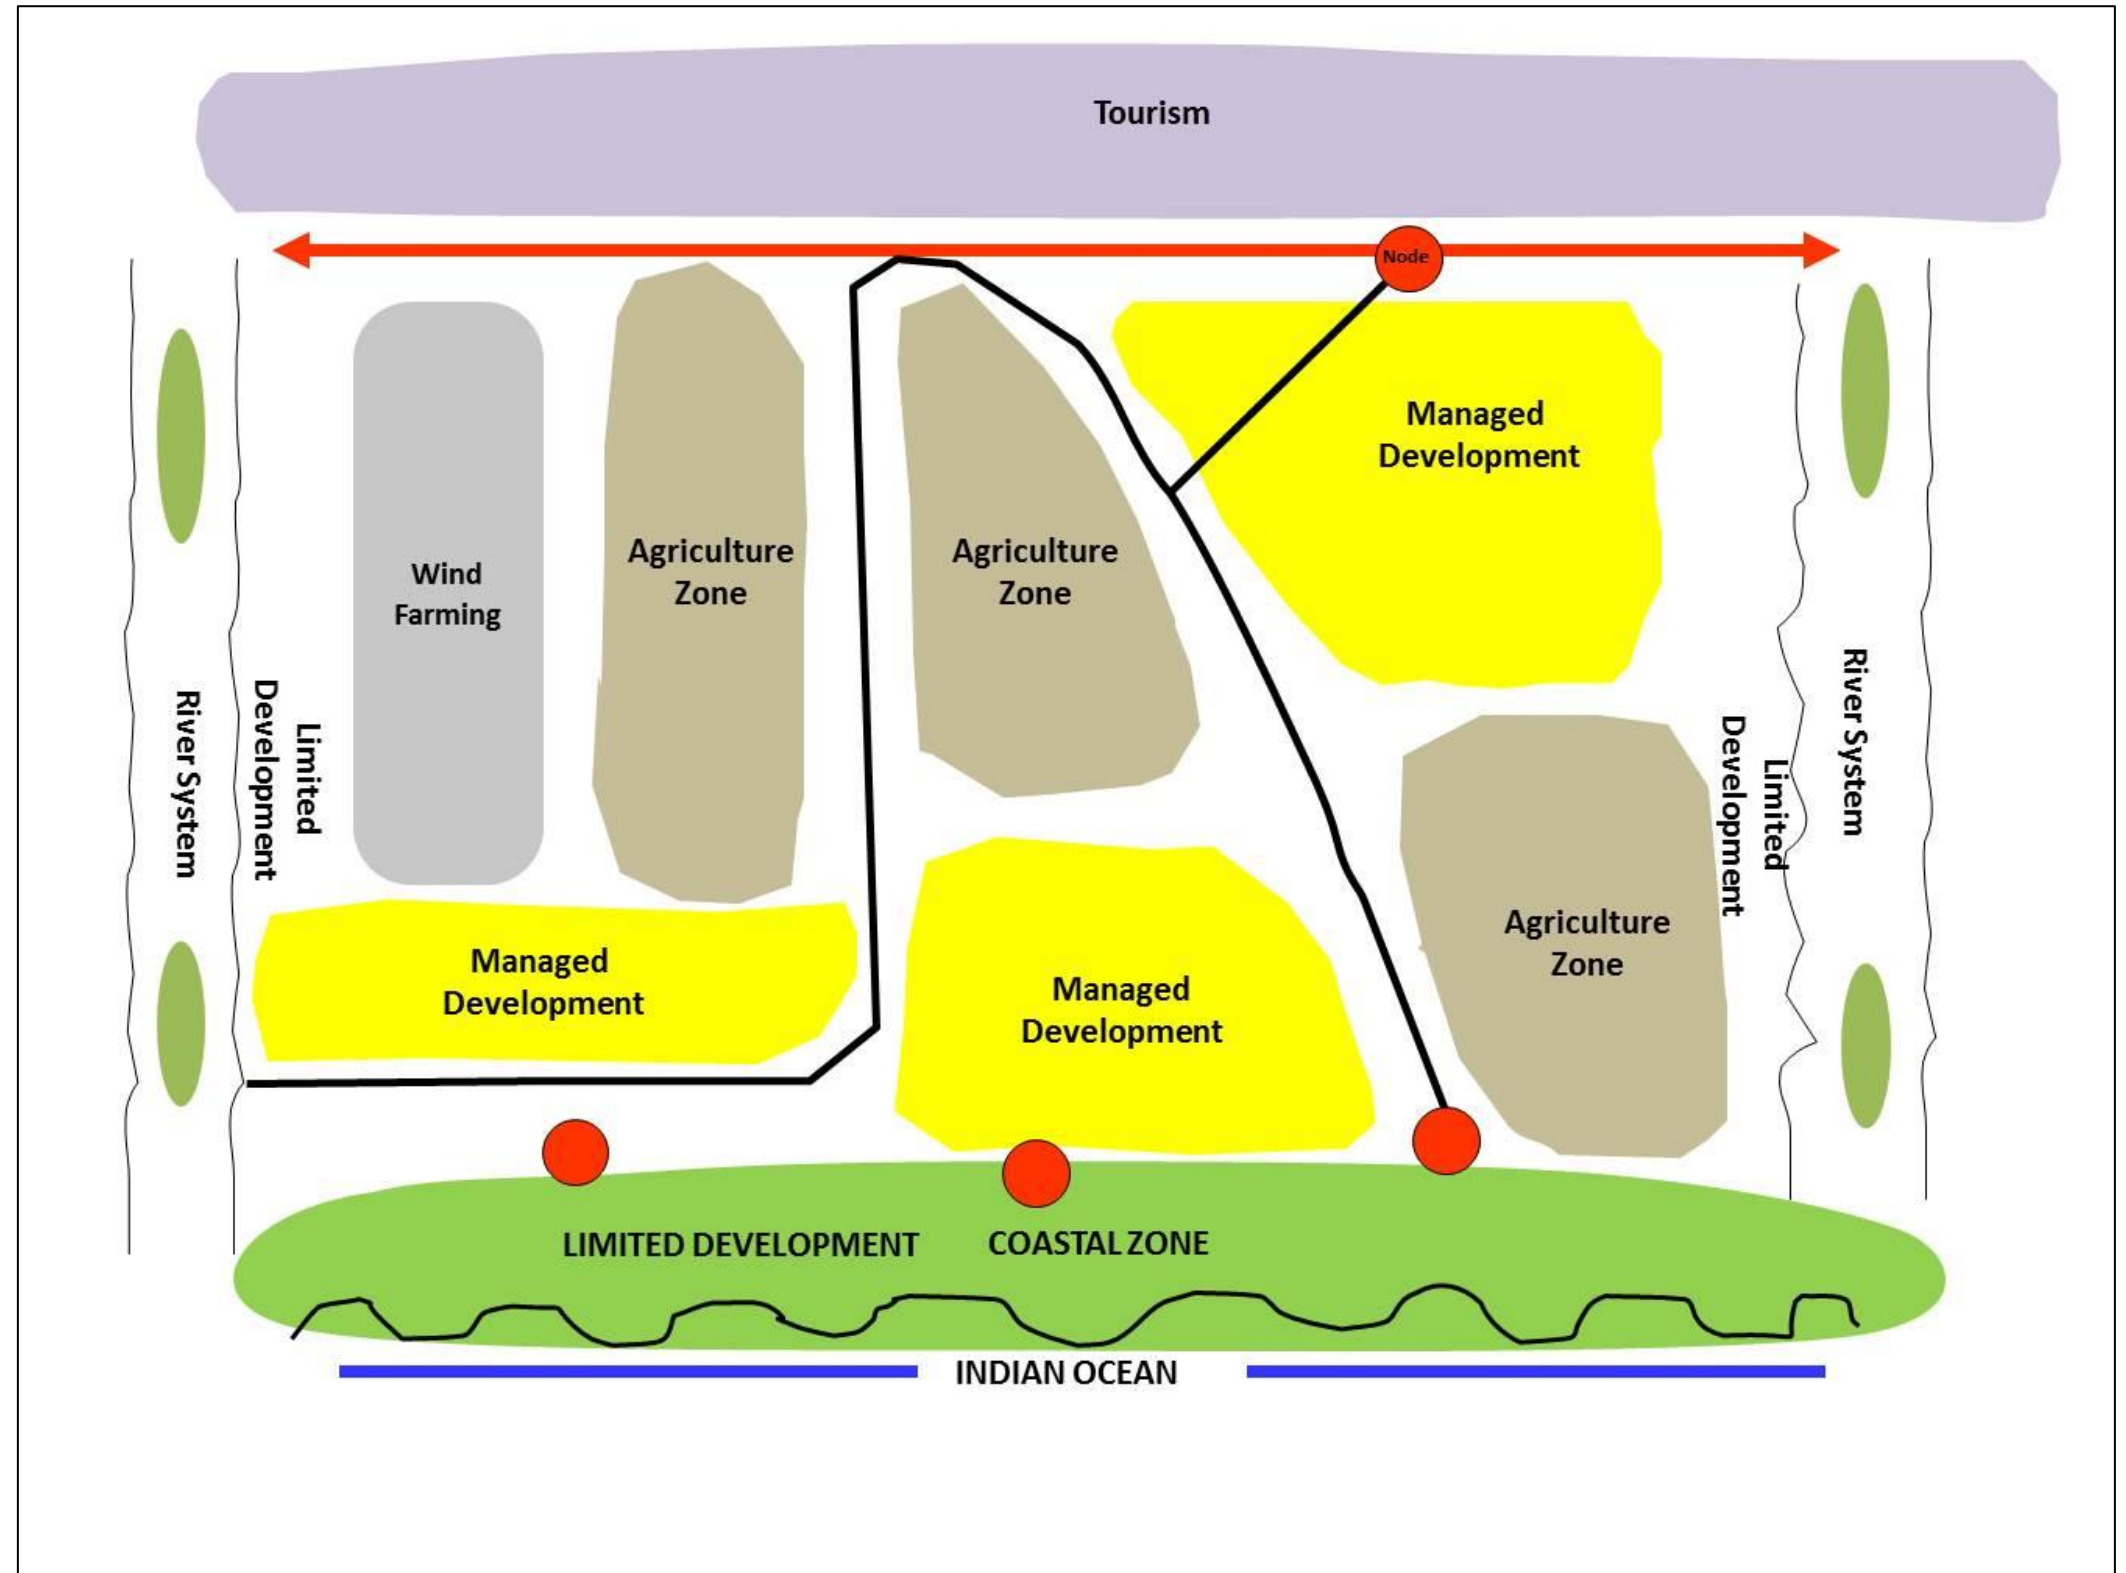 Tourism
Node
Managed
Development
Agriculture
Zone
Agriculture
Zone
Wind
Farming
River System
Limited
Development
Limited
Development
River System
Agriculture
Zone
Managed
Development
Managed
Development
LIMITED DEVELOPMENT COASTAL ZONE
INDIAN OCEAN